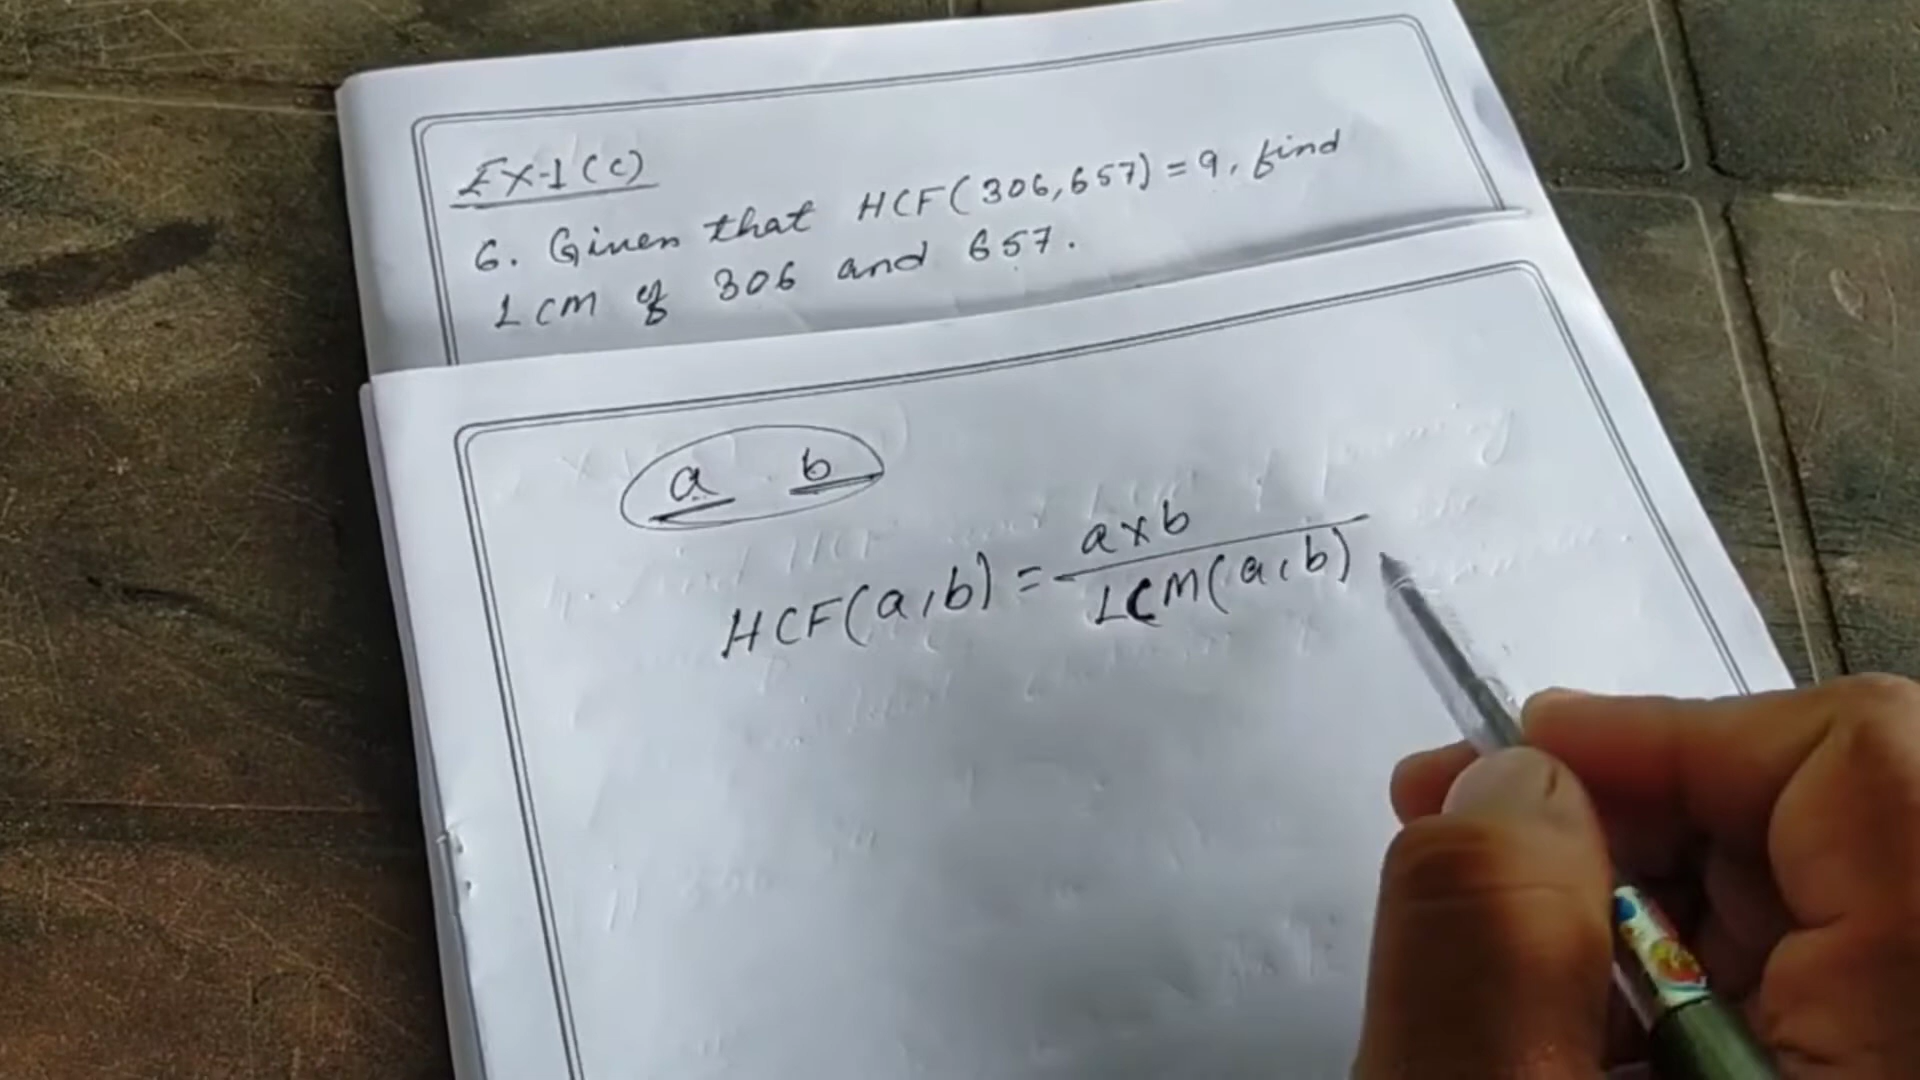 EX-1(c)
6. Given that HCF(306,657)=9, find
LCM of 306 and 657.
a b
HCF(a,b) = a×b
LCM(a,b)